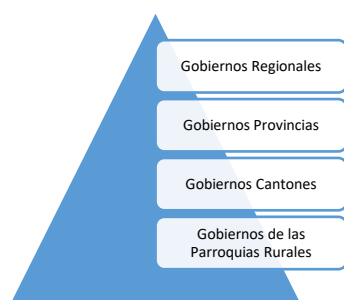 Gobiernos Regionales
Gobiernos Provincias
Gobiernos Cantones
Gobiernos de las
Parroquias Rurales